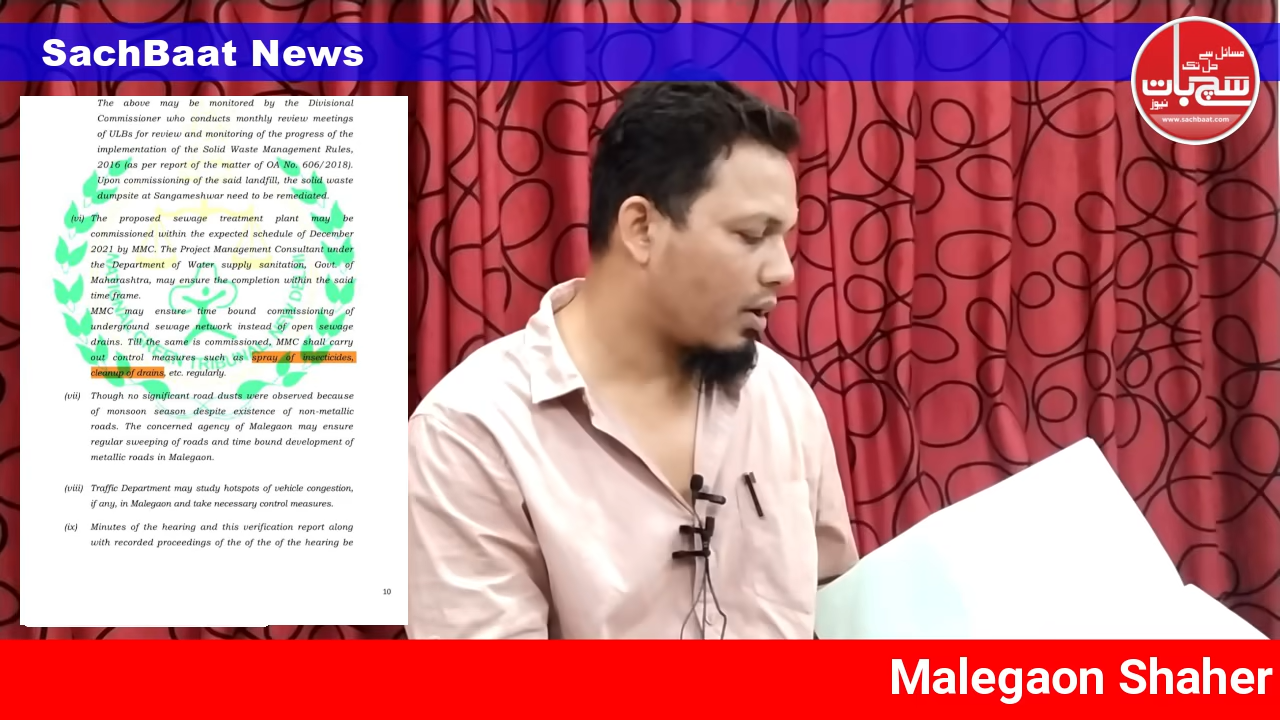 SachBaat News
مسائل سے
حل تک
سچ بات
نیوز
www.sachbaat.com
The above may be monitored by the Divisional
Commissioner who conducts monthly review meetings
of ULBs for review and monitoring of the progress of the
implementation of the Solid Waste Management Rules,
2016 (as per report of the matter of OA No. 606/2018).
Upon commissioning of the said landfill, the solid waste
dumpsite at Sangameshwar need to be remediated.
(vi) The proposed sewage treatment plant may be
commissioned within the expected schedule of December
2021 by MMC. The Project Management Consultant under
the Department of Water supply sanitation, Govt. of
Maharashtra, may ensure the completion within the said
time frame.
MMC may ensure time bound commissioning of
underground sewage network instead of open sewage
drains. Till the same is commissioned, MMC shall carry
out control measures such as spray of insecticides,
cleanup of drains, etc. regularly.
(vii) Though no significant road dusts were observed because
of monsoon season despite existence of non-metallic
roads. The concerned agency of Malegaon may ensure
regular sweeping of roads and time bound development of
metallic roads in Malegaon.
(viii) Traffic Department may study hotspots of vehicle congestion,
if any, in Malegaon and take necessary control measures.
(ix) Minutes of the hearing and this verification report along
with recorded proceedings of the of the of the hearing be
10
NATIONAL GREEN TRIBUNAL NEW DELHI
Malegaon Shaher